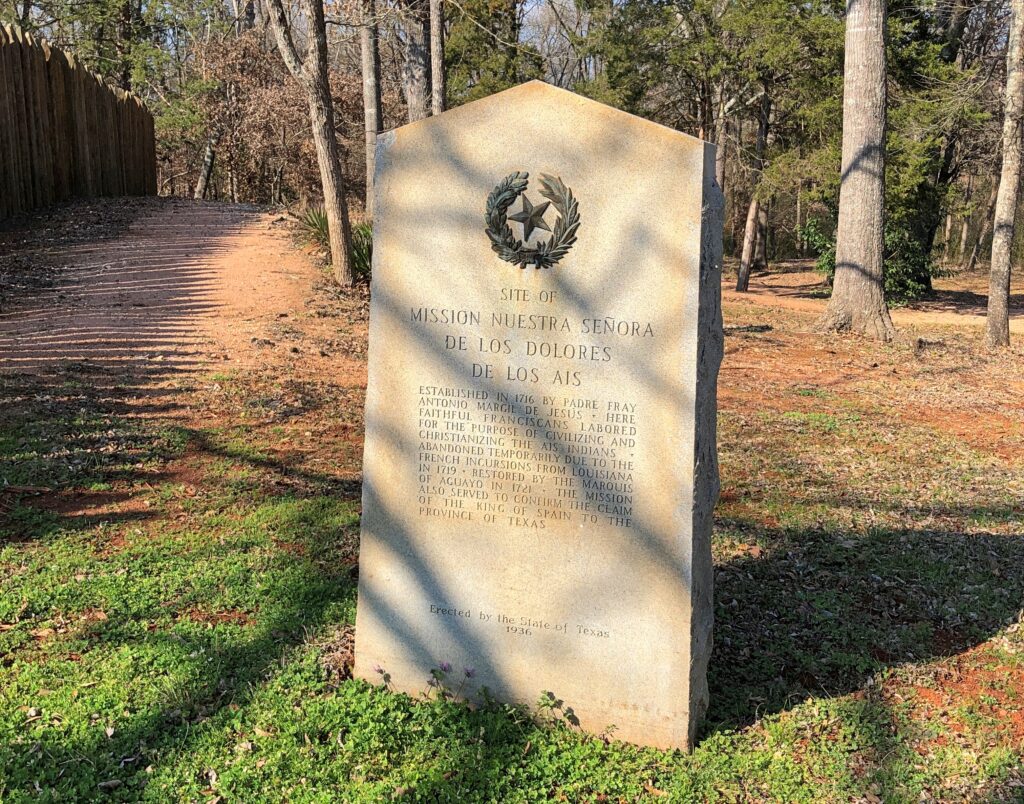 SITE OF
MISSION NUESTRA SEÑORA
DE LOS DOLORES
DE LOS AIS
ESTABLISHED IN 1716 BY PADRE FRAY
ANTONIO MARGIL DE JESUS • HERE
FAITHFUL FRANCISCANS LABORED
FOR THE PURPOSE OF CIVILIZING AND
CHRISTIANIZING THE AIS INDIANS •
ABANDONED TEMPORARILY DUE TO THE
FRENCH INCURSIONS FROM LOUISIANA
IN 1719 • RESTORED BY THE MARQUIS
OF AGUAYO IN 1721 • THE MISSION
ALSO SERVED TO CONFIRM THE CLAIM
OF THE KING OF SPAIN TO THE
PROVINCE OF TEXAS
Erected by the State of Texas
1936